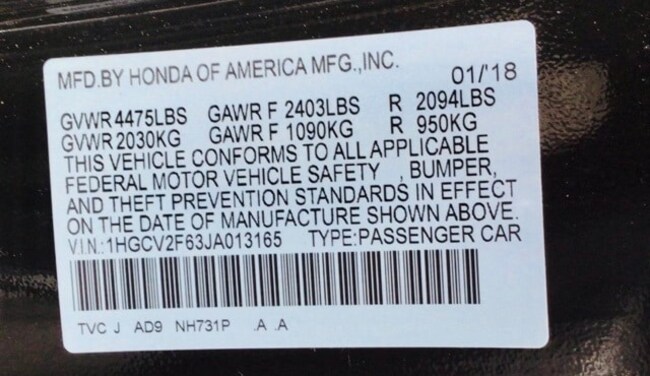 MFD.BY HONDA OF AMERICA MFG.,INC. 01/'18
GVWR 4475LBS GAWR F 2403LBS R 2094LBS
GVWR 2030KG GAWR F 1090KG R 950KG
THIS VEHICLE CONFORMS TO ALL APPLICABLE
FEDERAL MOTOR VEHICLE SAFETY , BUMPER,
AND THEFT PREVENTION STANDARDS IN EFFECT
ON THE DATE OF MANUFACTURE SHOWN ABOVE.
V.I.N.:1HGCV2F63JA013165 TYPE:PASSENGER CAR
TVC J AD9 NH731P .A .A